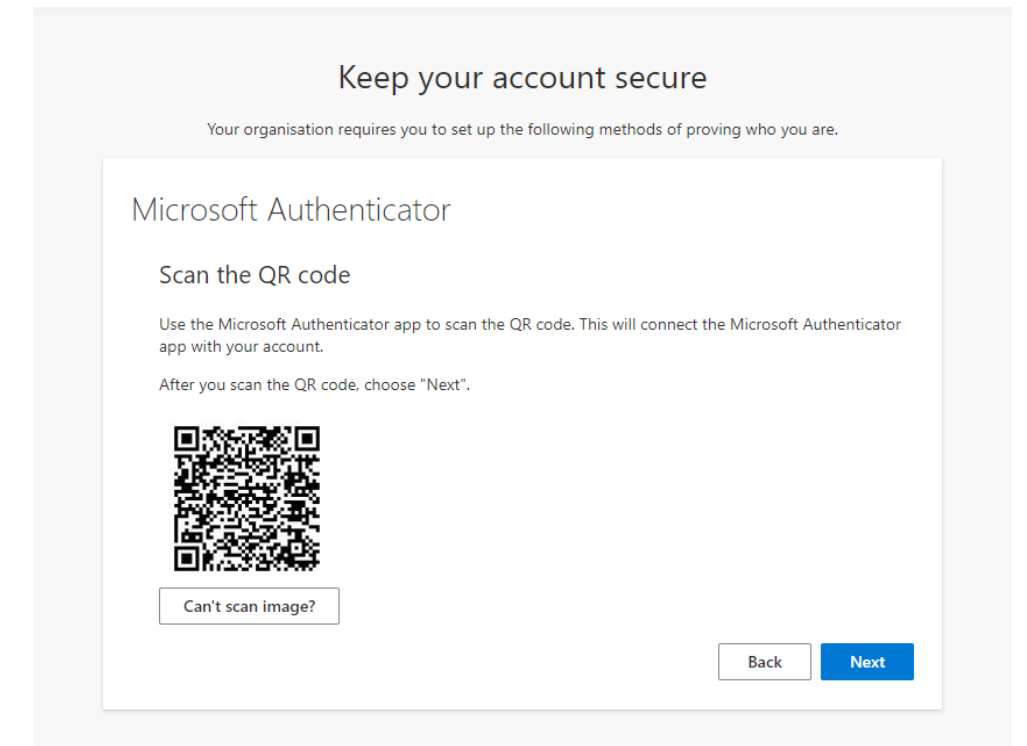 Keep your account secure
Your organisation requires you to set up the following methods of proving who you are.
Microsoft Authenticator
Scan the QR code
Use the Microsoft Authenticator app to scan the QR code. This will connect the Microsoft Authenticator
app with your account.
After you scan the QR code, choose "Next".
Can't scan image?
Back
Next